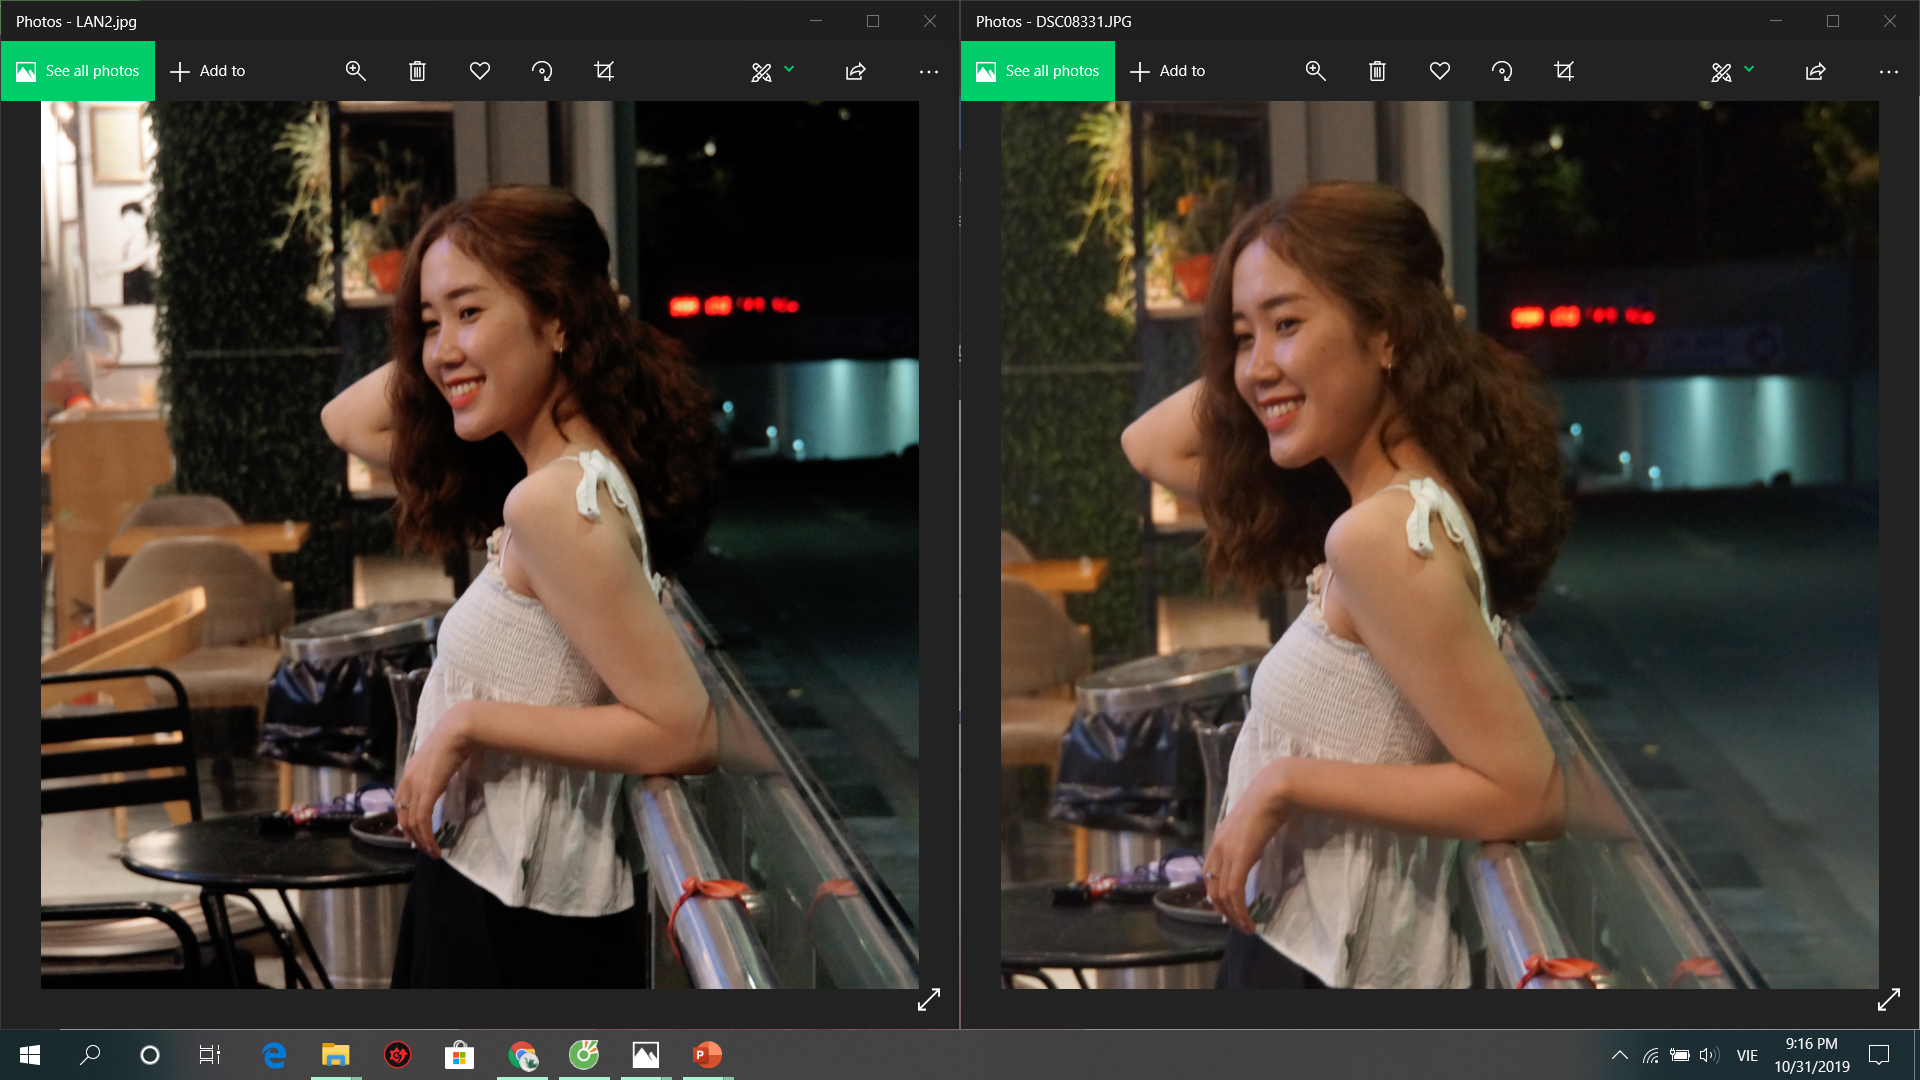 Photos - LAN2.jpg
See all photos
Add to
Photos - DSC08331.JPG
See all photos
Add to
VIE
9:16 PM
10/31/2019